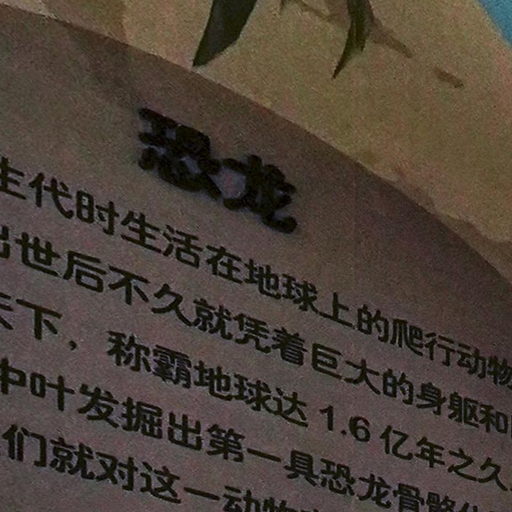 恐龙
生代时生活在地球上的爬行动物
出世后不久就凭着巨大的身躯和
天下，称霸地球达1.6亿年之久
中叶发掘出第一具恐龙骨骼化
们就对这一动物